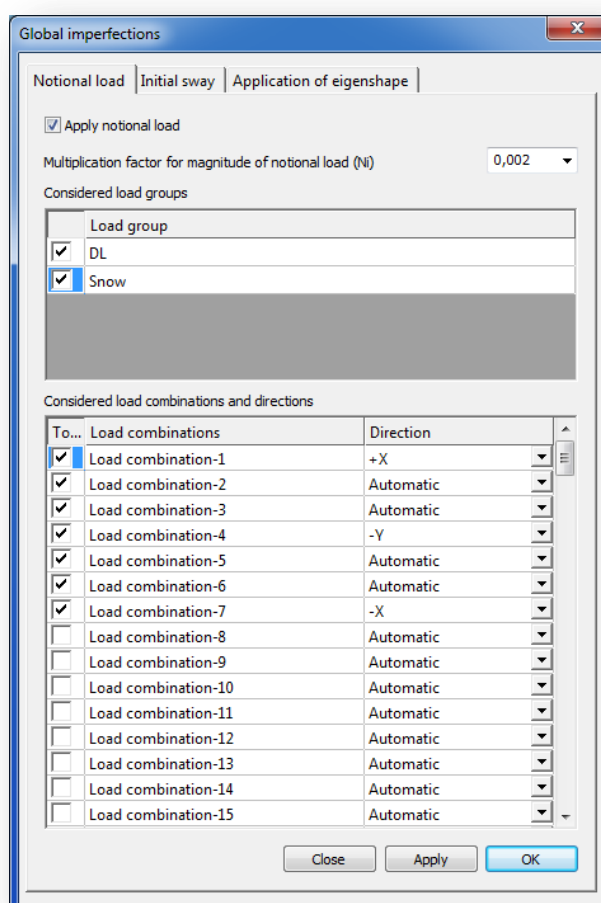 Global imperfections
Notional load Initial sway Application of eigenshape
Apply notional load
Multiplication factor for magnitude of notional load (Ni) 0,002
Considered load groups
Load group
DL
Snow
Considered load combinations and directions
To... Load combinations Direction
Load combination-1 +X
Load combination-2 Automatic
Load combination-3 Automatic
Load combination-4 -Y
Load combination-5 Automatic
Load combination-6 Automatic
Load combination-7 -X
Load combination-8 Automatic
Load combination-9 Automatic
Load combination-10 Automatic
Load combination-11 Automatic
Load combination-12 Automatic
Load combination-13 Automatic
Load combination-14 Automatic
Load combination-15 Automatic
Close Apply OK